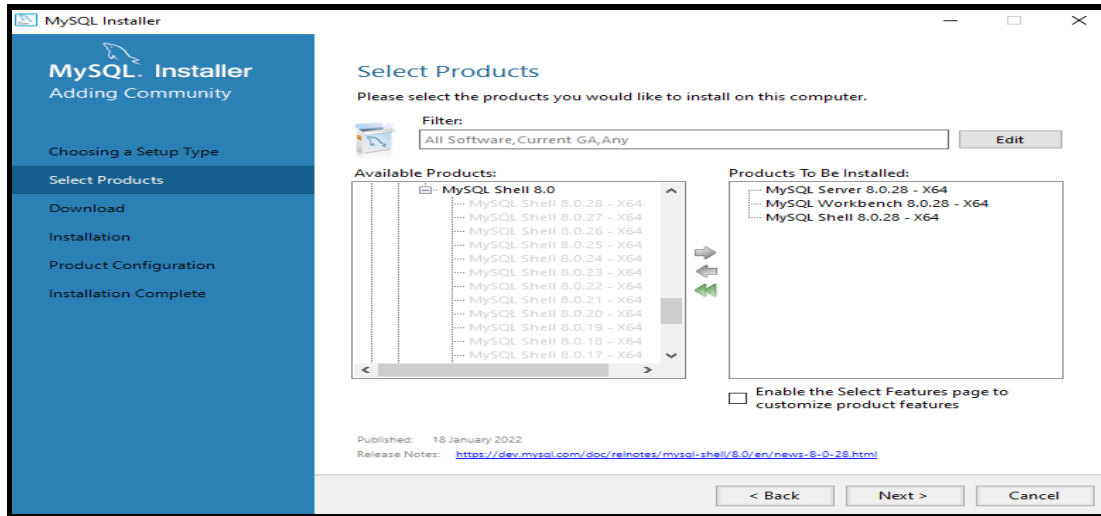 MySQL Installer
MySQL. Installer
Adding Community
Choosing a Setup Type
Select Products
Download
Installation
Product Configuration
Installation Complete
Select Products
Please select the products you would like to install on this computer.
Filter:
All Software,Current GA,Any
Edit
Available Products:
MySQL Shell 8.0
MySQL Shell 8.0.28 - X64
MySQL Shell 8.0.27 - X64
MySQL Shell 8.0.26 - X64
MySQL Shell 8.0.25 - X64
MySQL Shell 8.0.24 - X64
MySQL Shell 8.0.23 - X64
MySQL Shell 8.0.22 - X64
MySQL Shell 8.0.21 - X64
MySQL Shell 8.0.20 - X64
MySQL Shell 8.0.19 - X64
MySQL Shell 8.0.18 - X64
MySQL Shell 8.0.17 - X64
Products To Be Installed:
MySQL Server 8.0.28 - X64
MySQL Workbench 8.0.28 - X64
MySQL Shell 8.0.28 - X64
Enable the Select Features page to
customize product features
Published: 18 January 2022
Release Notes: https://dev.mysql.com/doc/relnotes/mysql-shell/8.0/en/news-8-0-28.html
< Back
Next >
Cancel